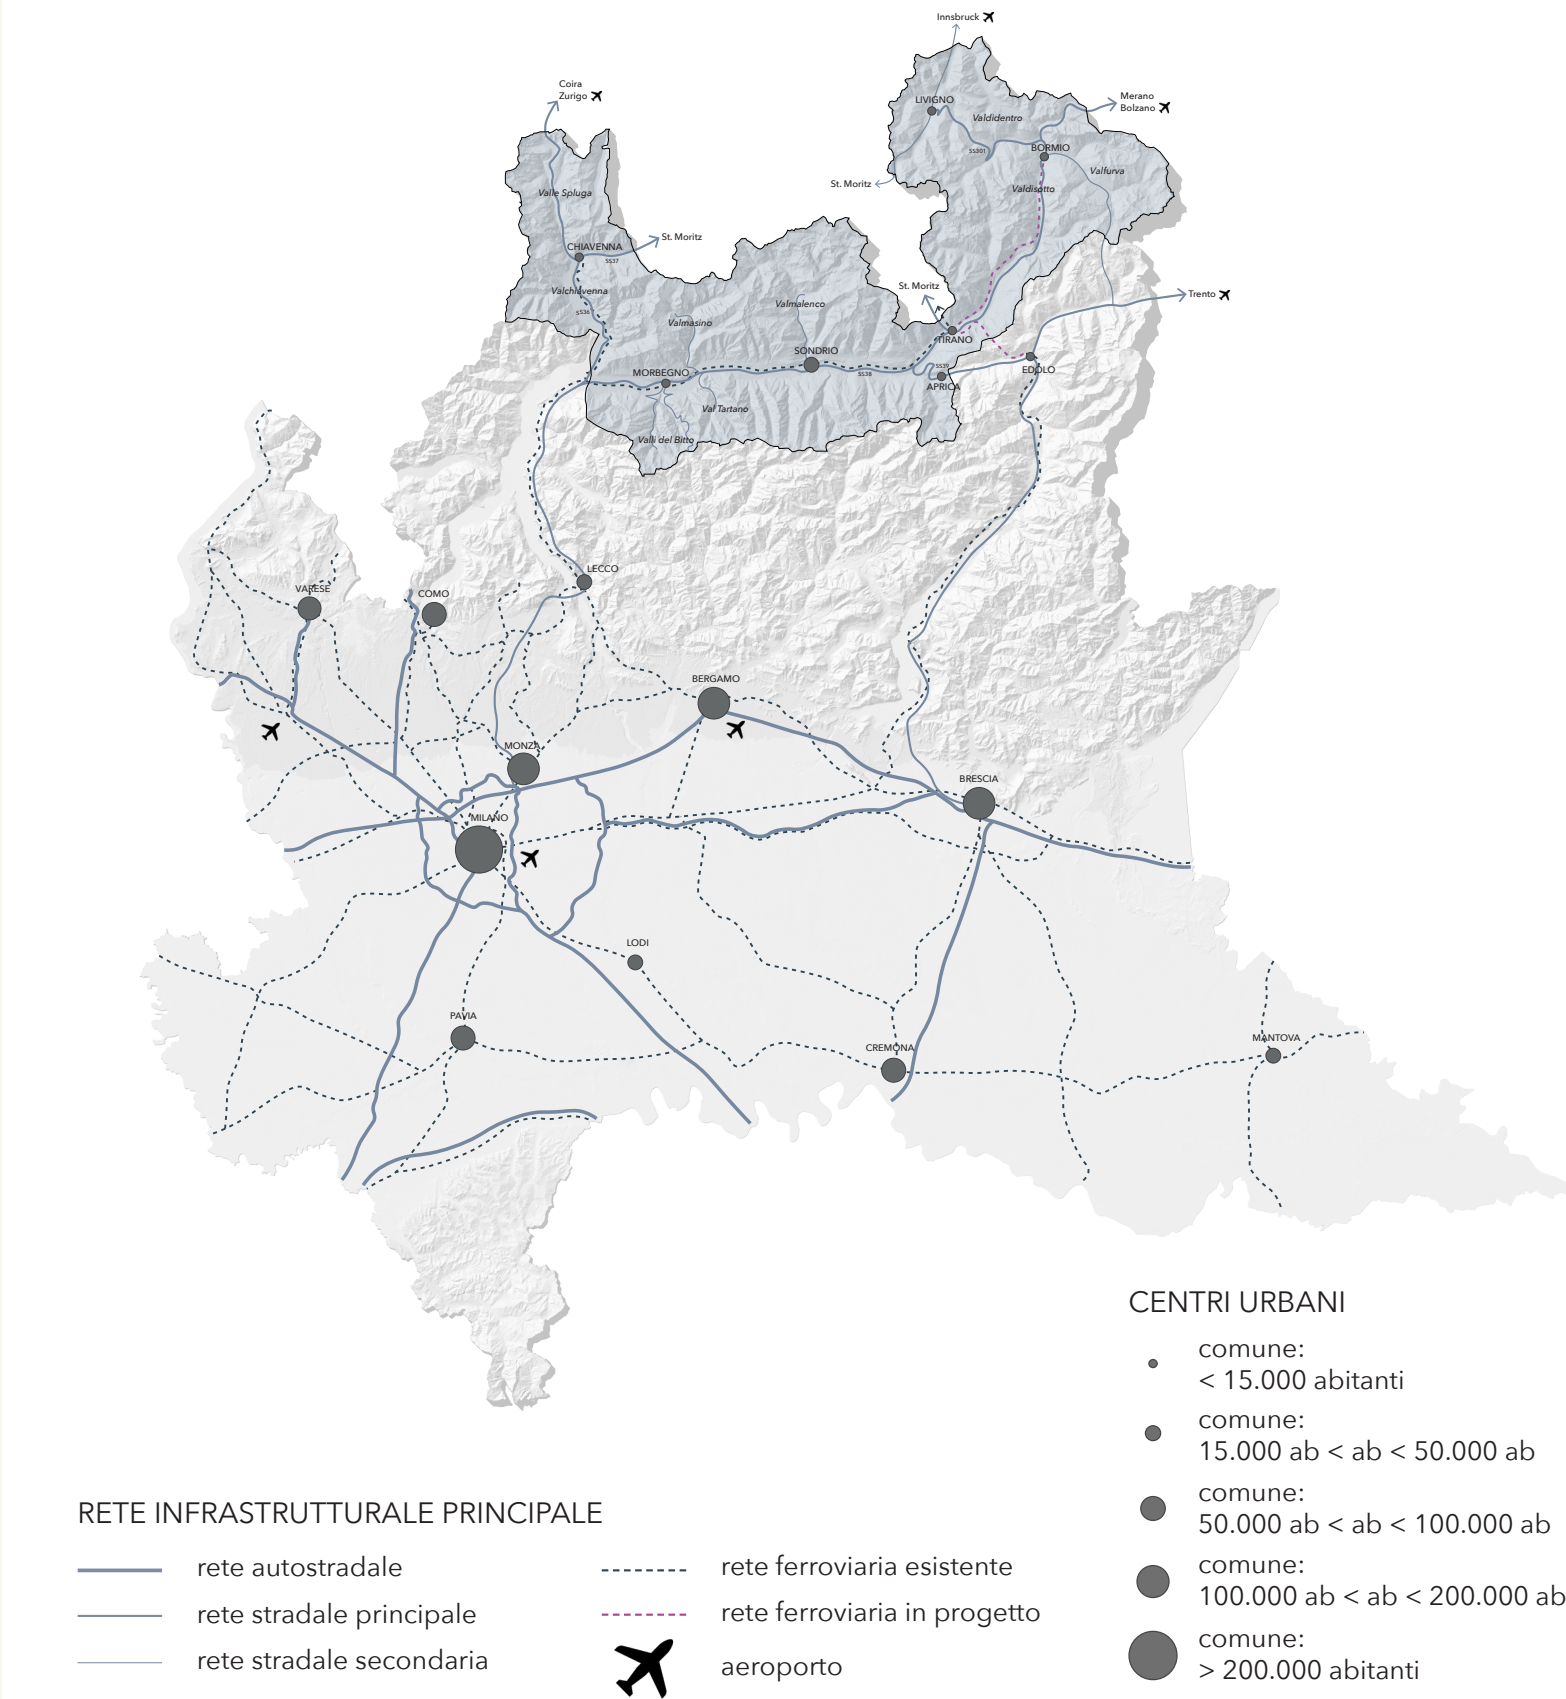 Innsbruck
Coira
Zurigo
LIVIGNO
Merano
Bolzano
Valdidentro
SS301
BORMIO
Valfurva
St. Moritz
Valdisotto
Valle Spluga
St. Moritz
CHIAVENNA
SS37
Valchiavenna
SS36
St. Moritz
Trento
Valmalenco
Valmasino
TIRANO
SONDRIO
SS38
SS39
EDOLO
MORBEGNO
APRICA
Val Tartano
Valli del Bitto
LECCO
VARESE
COMO
BERGAMO
MONZA
BRESCIA
MILANO
LODI
PAVIA
CREMONA
MANTOVA
CENTRI URBANI
comune:
< 15.000 abitanti
comune:
15.000 ab < ab < 50.000 ab
comune:
50.000 ab < ab < 100.000 ab
comune:
100.000 ab < ab < 200.000 ab
comune:
> 200.000 abitanti
RETE INFRASTRUTTURALE PRINCIPALE
rete autostradale
rete stradale principale
rete stradale secondaria
rete ferroviaria esistente
rete ferroviaria in progetto
aeroporto